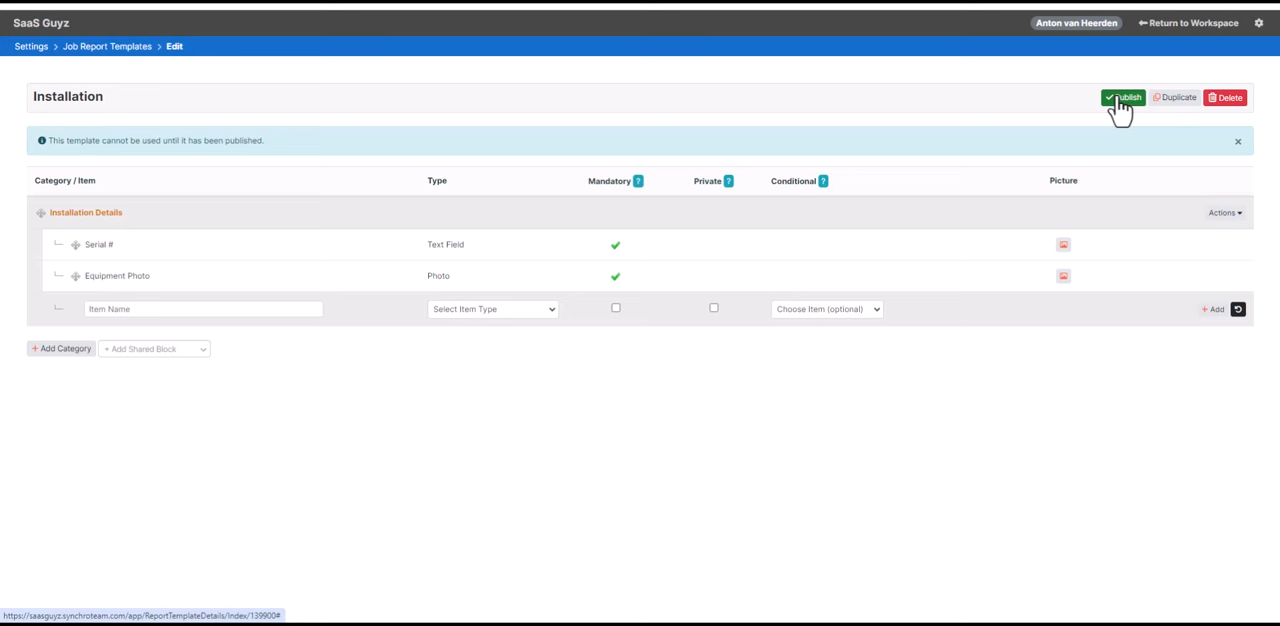 SaaS Guyz
Anton van Heerden
Return to Workspace
Settings > Job Report Templates > Edit
Installation
Publish
Duplicate
Delete
This template cannot be used until it has been published.
×
Category / Item
Type
Mandatory ?
Private ?
Conditional ?
Picture
Installation Details
Actions
Serial #
Text Field
Equipment Photo
Photo
Item Name
Select Item Type
Choose Item (optional)
+ Add
+ Add Category
+ Add Shared Block
https://saasguyz.synchroteam.com/app/ReportTemplateDetails/Index/139900#